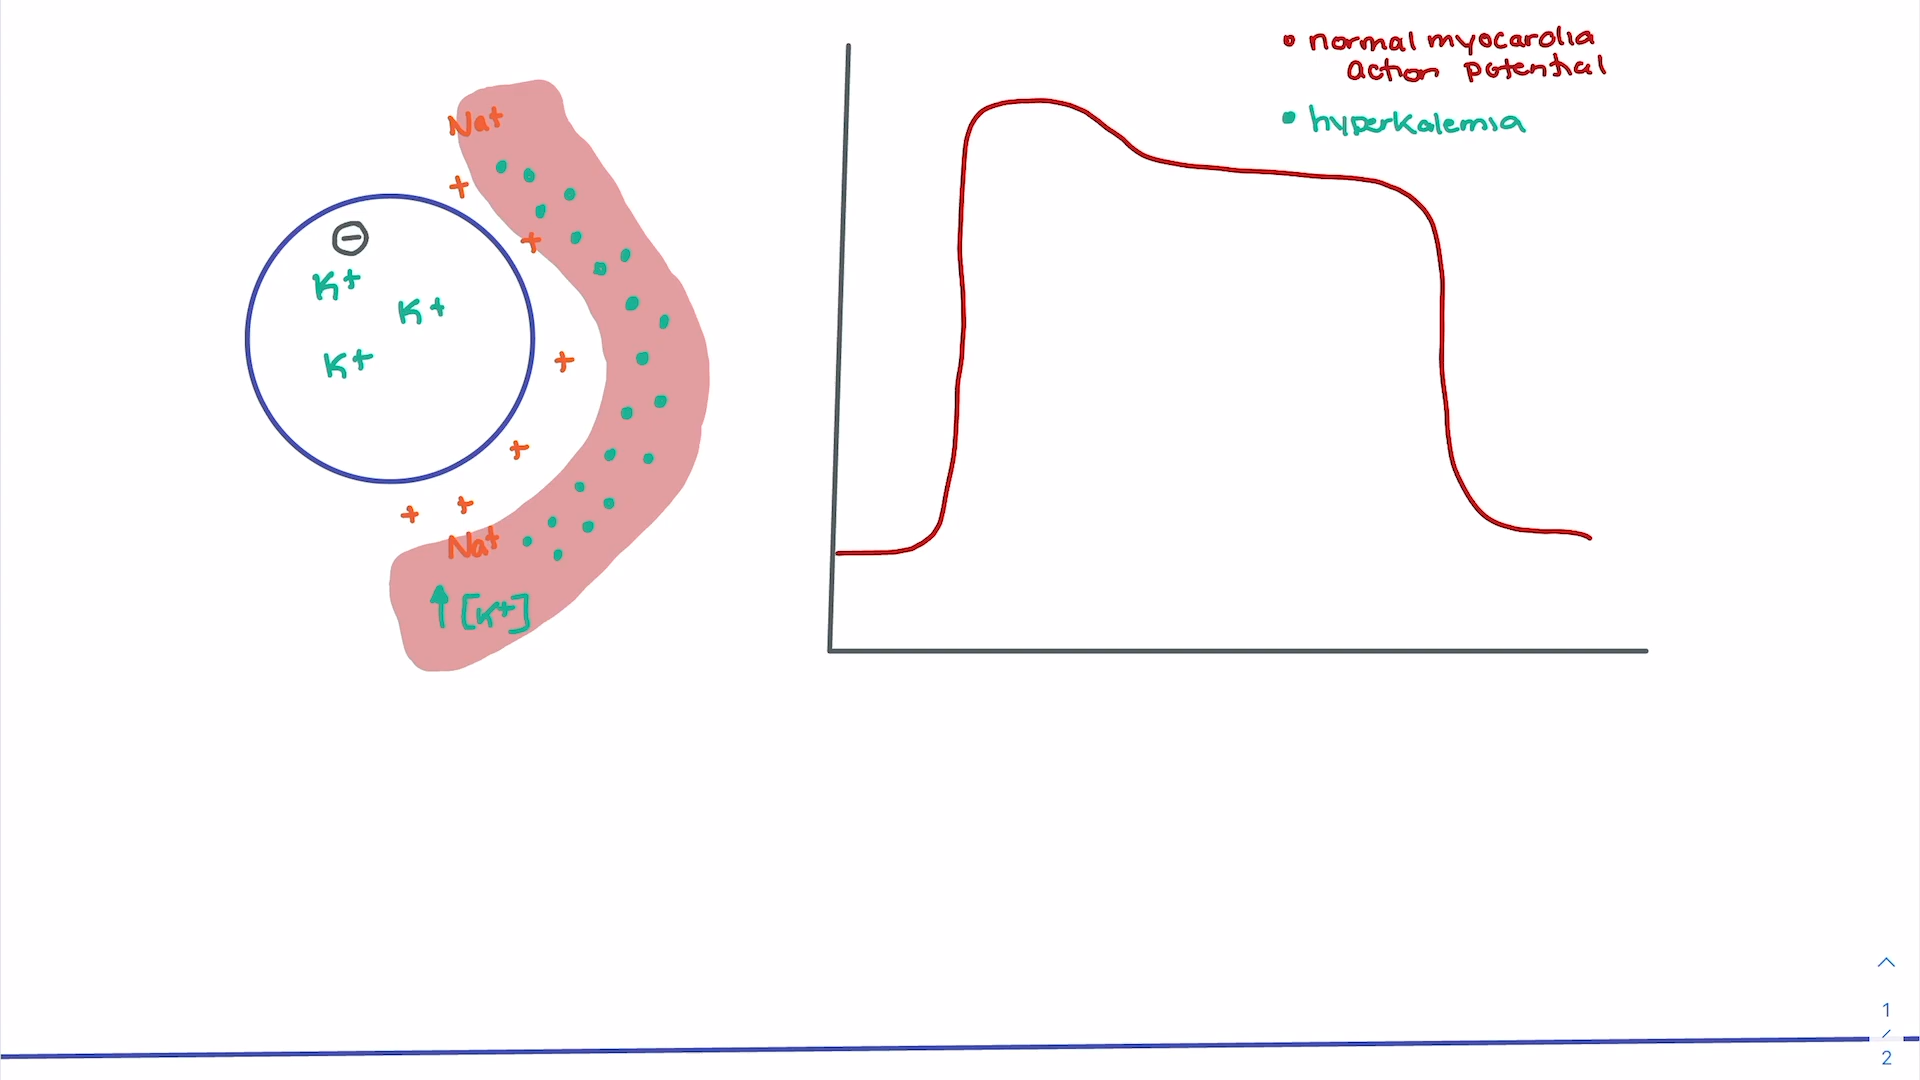 • normal myocardia
action potential
• hyperkalemia
Na+
+
+
⊖
K+
K+
K+
+
+
+
+
Na+
↑ [K+]
1
/
2